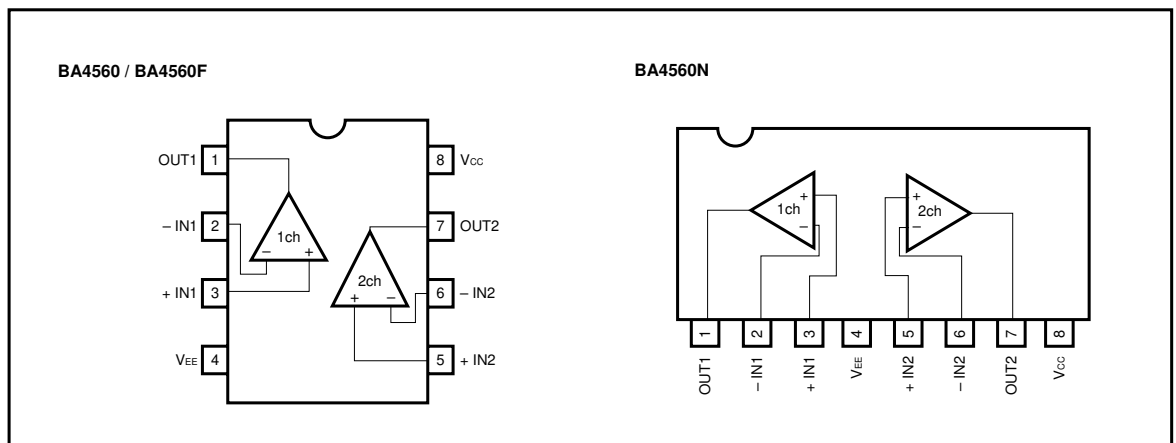 BA4560 / BA4560F
OUT1 1
– IN1 2
+ IN1 3
VEE 4
8 VCC
7 OUT2
6 – IN2
5 + IN2
1ch
– +
2ch
+ –
BA4560N
1ch
+
–
2ch
+
–
1 2 3 4 5 6 7 8
OUT1
– IN1
+ IN1
VEE
+ IN2
– IN2
OUT2
VCC